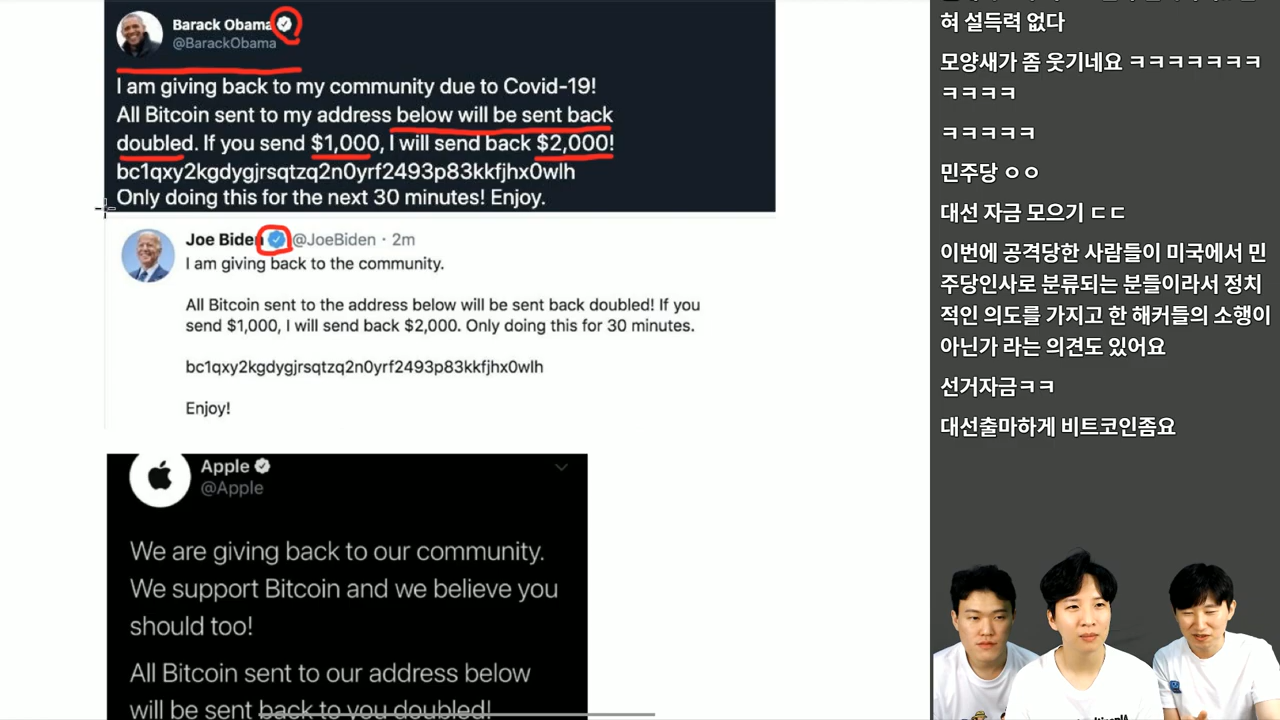 Barack Obama
@BarackObama
I am giving back to my community due to Covid-19!
All Bitcoin sent to my address below will be sent back
doubled. If you send $1,000, I will send back $2,000!
bc1qxy2kgdygjrsqtzq2n0yrf2493p83kkfjhx0wlh
Only doing this for the next 30 minutes! Enjoy.
Joe Biden @JoeBiden · 2m
I am giving back to the community.
All Bitcoin sent to the address below will be sent back doubled! If you
send $1,000, I will send back $2,000. Only doing this for 30 minutes.
bc1qxy2kgdygjrsqtzq2n0yrf2493p83kkfjhx0wlh
Enjoy!
Apple
@Apple
We are giving back to our community.
We support Bitcoin and we believe you
should too!
All Bitcoin sent to our address below
will be sent back to you doubled!
혀 설득력 없다
모양새가 좀 웃기네요 ㅋㅋㅋㅋㅋㅋㅋ
ㅋㅋㅋㅋ
ㅋㅋㅋㅋㅋ
민주당 ㅇㅇ
대선 자금 모으기 ㄷㄷ
이번에 공격당한 사람들이 미국에서 민
주당인사로 분류되는 분들이라서 정치
적인 의도를 가지고 한 해커들의 소행이
아닌가 라는 의견도 있어요
선거자금ㅋㅋ
대선출마하게 비트코인좀요